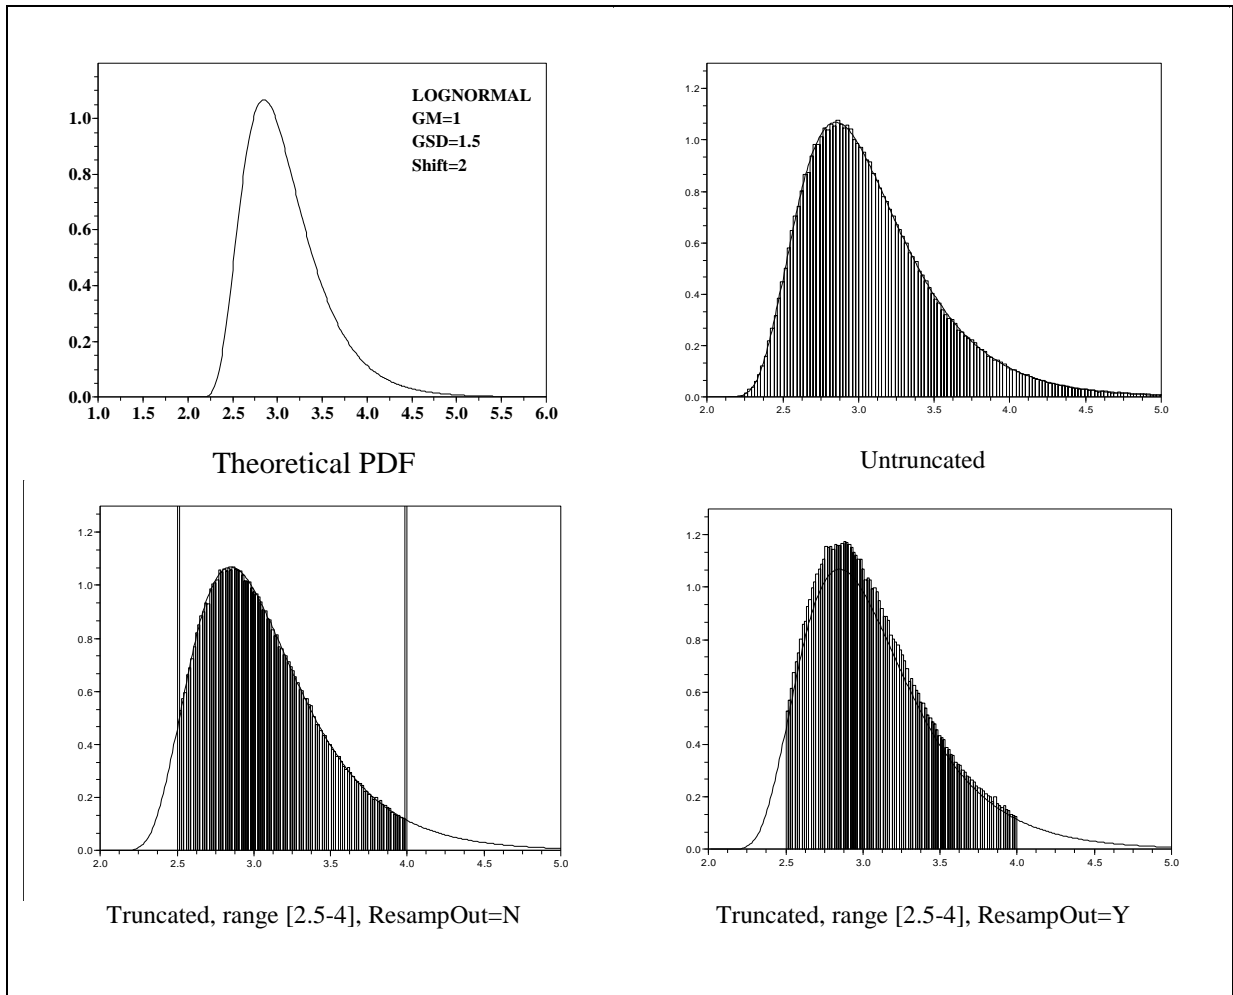 LOGNORMAL
GM=1
GSD=1.5
Shift=2
1.0
0.8
0.6
0.4
0.2
0.0
1.0 1.5 2.0 2.5 3.0 3.5 4.0 4.5 5.0 5.5 6.0
Theoretical PDF
1.2
1.0
0.8
0.6
0.4
0.2
0.0
2.0 2.5 3.0 3.5 4.0 4.5 5.0
Untruncated
1.2
1.0
0.8
0.6
0.4
0.2
0.0
2.0 2.5 3.0 3.5 4.0 4.5 5.0
Truncated, range [2.5-4], ResampOut=N
1.2
1.0
0.8
0.6
0.4
0.2
0.0
2.0 2.5 3.0 3.5 4.0 4.5 5.0
Truncated, range [2.5-4], ResampOut=Y